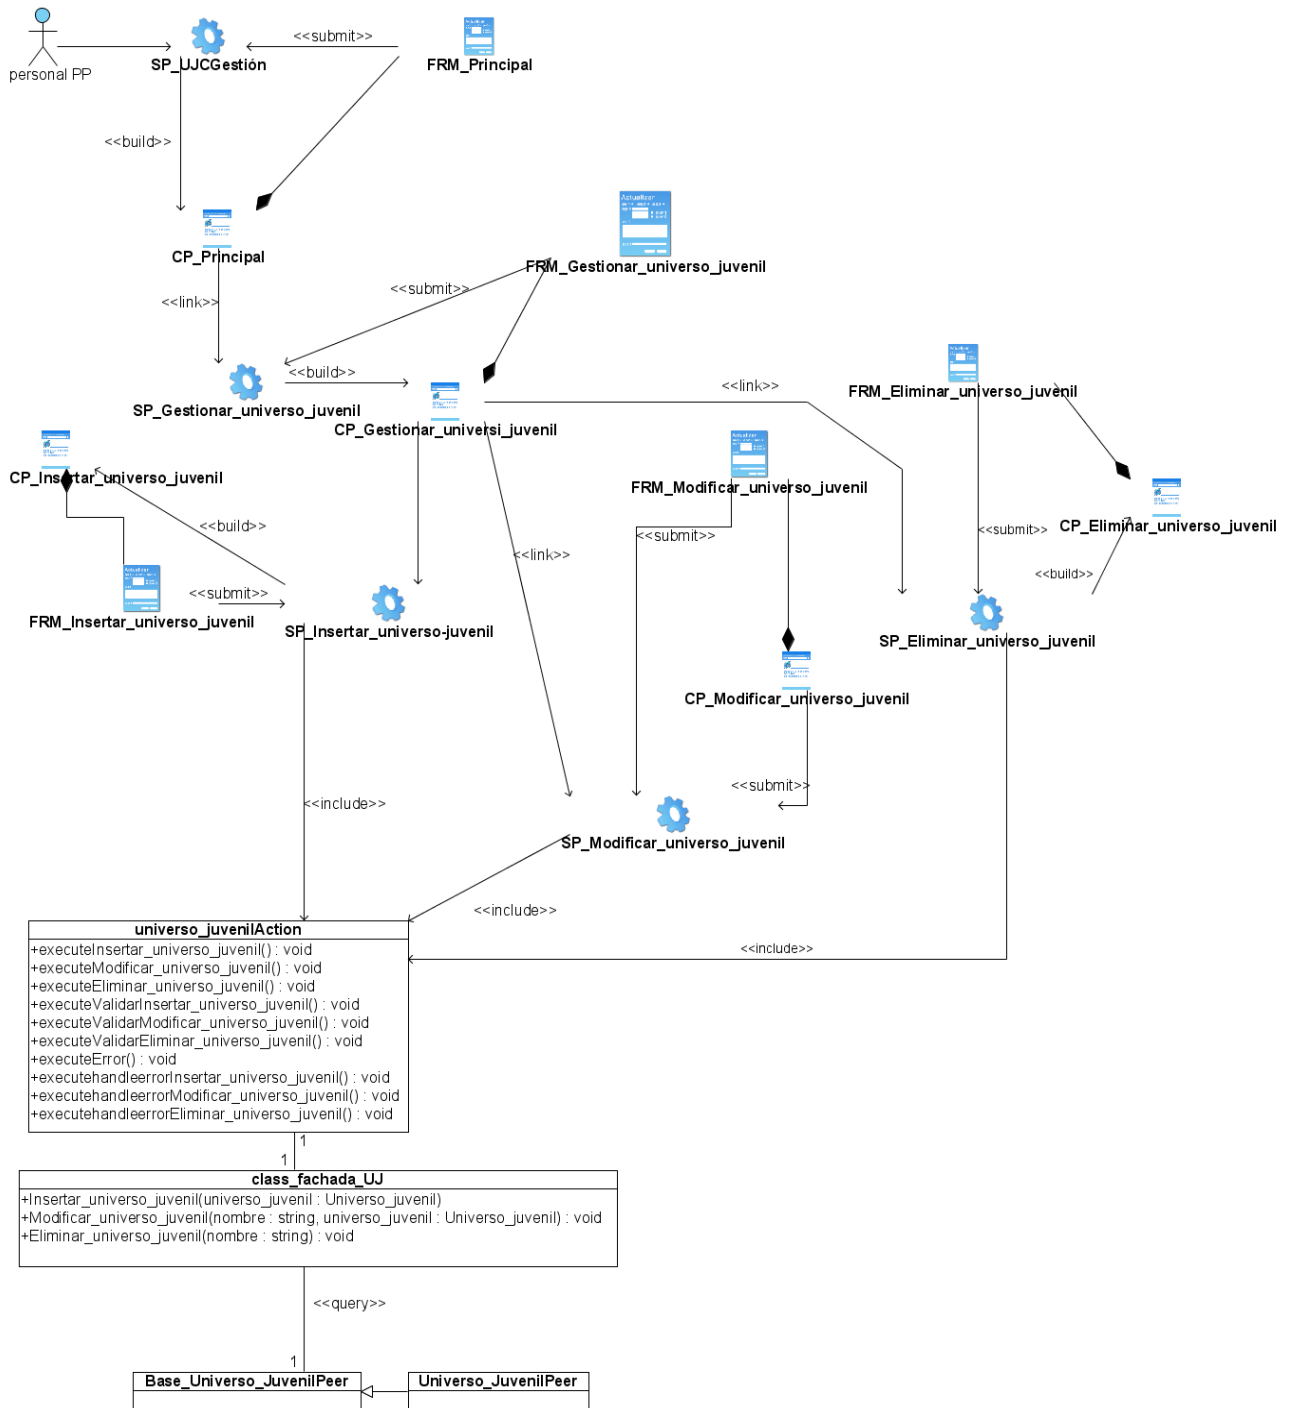 <<submit>>
personal PP
SP_UJCGestión
FRM_Principal
<<build>>
CP_Principal
Actualizar
FRM_Gestionar_universo_juvenil
<<submit>>
<<link>>
<<build>>
<<link>>
SP_Gestionar_universo_juvenil
CP_Gestionar_universi_juvenil
FRM_Eliminar_universo_juvenil
CP_Insertar_universo_juvenil
FRM_Modificar_universo_juvenil
<<build>>
<<submit>>
<<submit>>
CP_Eliminar_universo_juvenil
<<link>>
<<build>>
<<submit>>
FRM_Insertar_universo_juvenil
SP_Insertar_universo-juvenil
SP_Eliminar_universo_juvenil
CP_Modificar_universo_juvenil
<<submit>>
<<include>>
SP_Modificar_universo_juvenil
<<include>>
<<include>>
universo_juvenilAction
+executeInsertar_universo_juvenil() : void
+executeModificar_universo_juvenil() : void
+executeEliminar_universo_juvenil() : void
+executeValidarInsertar_universo_juvenil() : void
+executeValidarModificar_universo_juvenil() : void
+executeValidarEliminar_universo_juvenil() : void
+executeError() : void
+executehandleerrorInsertar_universo_juvenil() : void
+executehandleerrorModificar_universo_juvenil() : void
+executehandleerrorEliminar_universo_juvenil() : void
1
1
class_fachada_UJ
+Insertar_universo_juvenil(universo_juvenil : Universo_juvenil)
+Modificar_universo_juvenil(nombre : string, universo_juvenil : Universo_juvenil) : void
+Eliminar_universo_juvenil(nombre : string) : void
<<query>>
1
Base_Universo_JuvenilPeer
Universo_JuvenilPeer